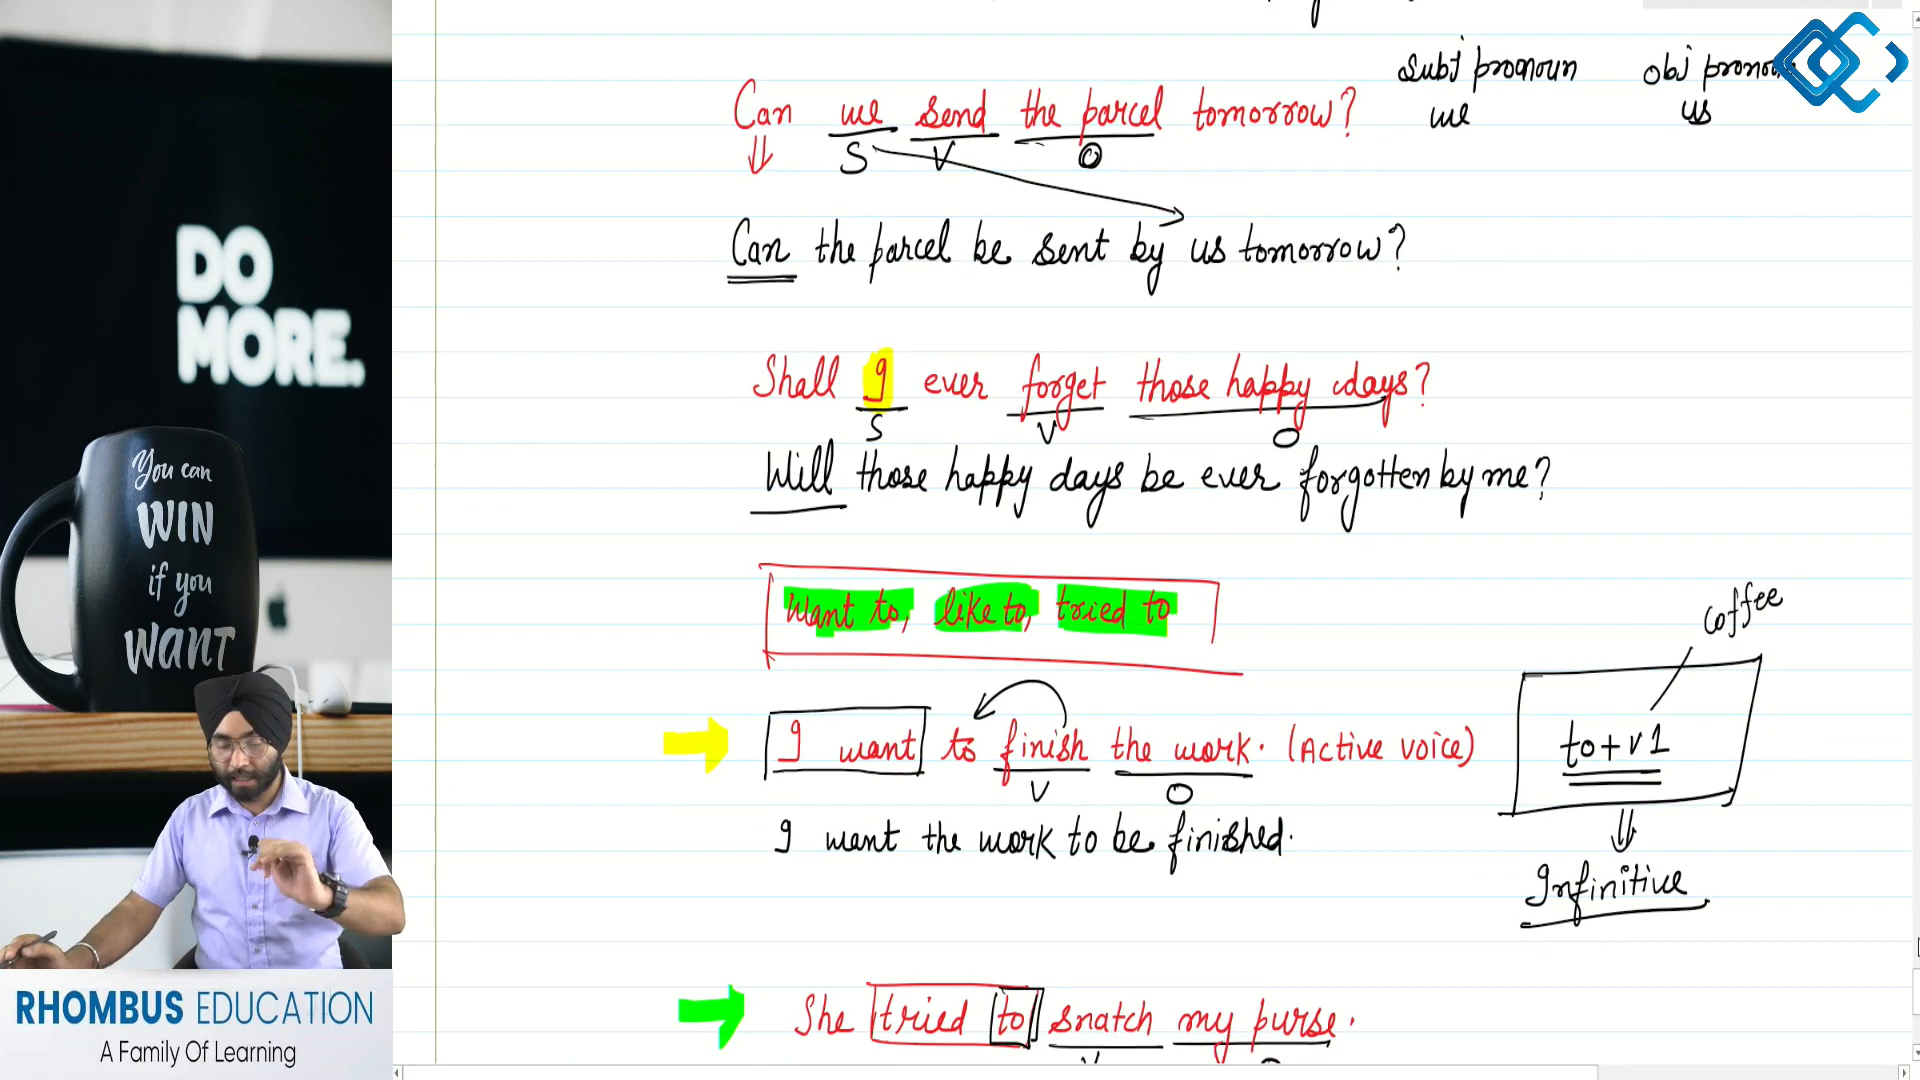 Subj pronoun obj pronoun
we us
Can we send the parcel tomorrow?
S V O
Can the parcel be sent by us tomorrow?
Shall I ever forget those happy days?
S V O
Will those happy days be ever forgotten by me?
Want to, like to, tried to
coffee
I want to finish the work. (Active voice)
V O
to+v1
I want the work to be finished.
Infinitive
She tried to snatch my purse.
DO
MORE.
You can
WIN
if you
WANT
RHOMBUS EDUCATION
A Family Of Learning